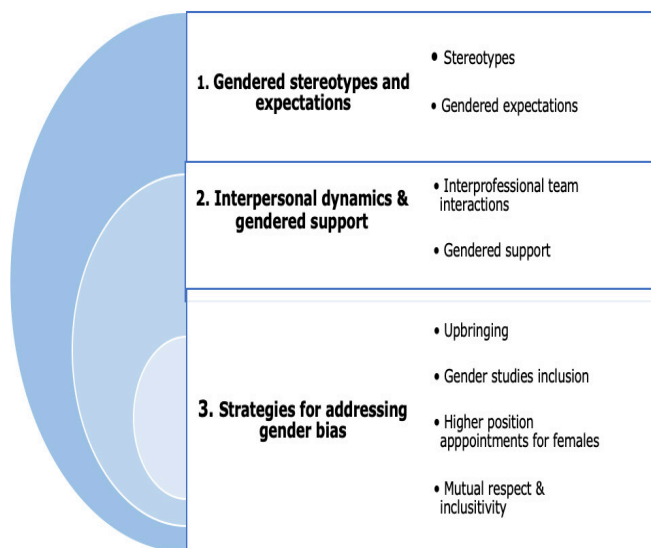 1. Gendered stereotypes and
expectations
• Stereotypes
• Gendered expectations
2. Interpersonal dynamics &
gendered support
• Interprofessional team
interactions
• Gendered support
3. Strategies for addressing
gender bias
• Upbringing
• Gender studies inclusion
• Higher position
apppointments for females
• Mutual respect &
inclusitivity